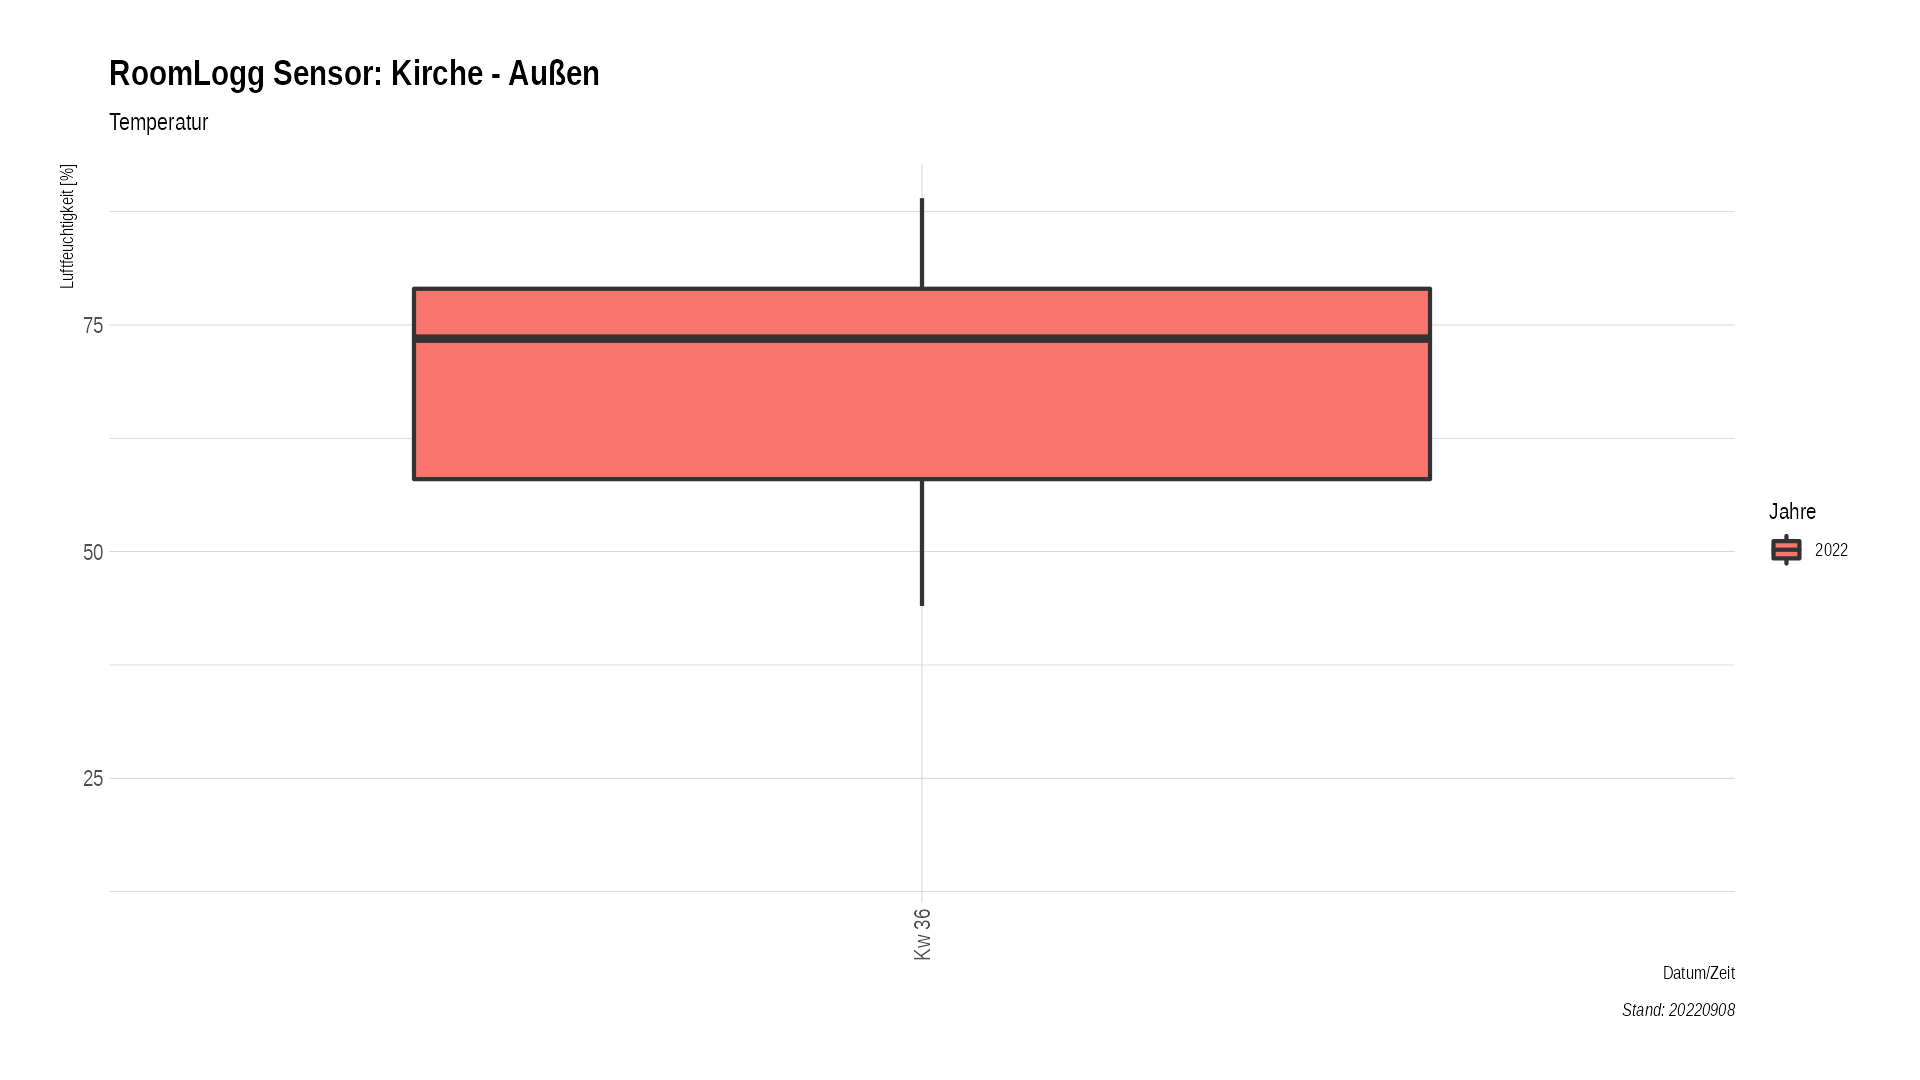 RoomLogg Sensor: Kirche - Außen
Temperatur
Luftfeuchtigkeit [%]
75
50
25
Kw 36
Datum/Zeit
Jahre
2022
Stand: 20220908